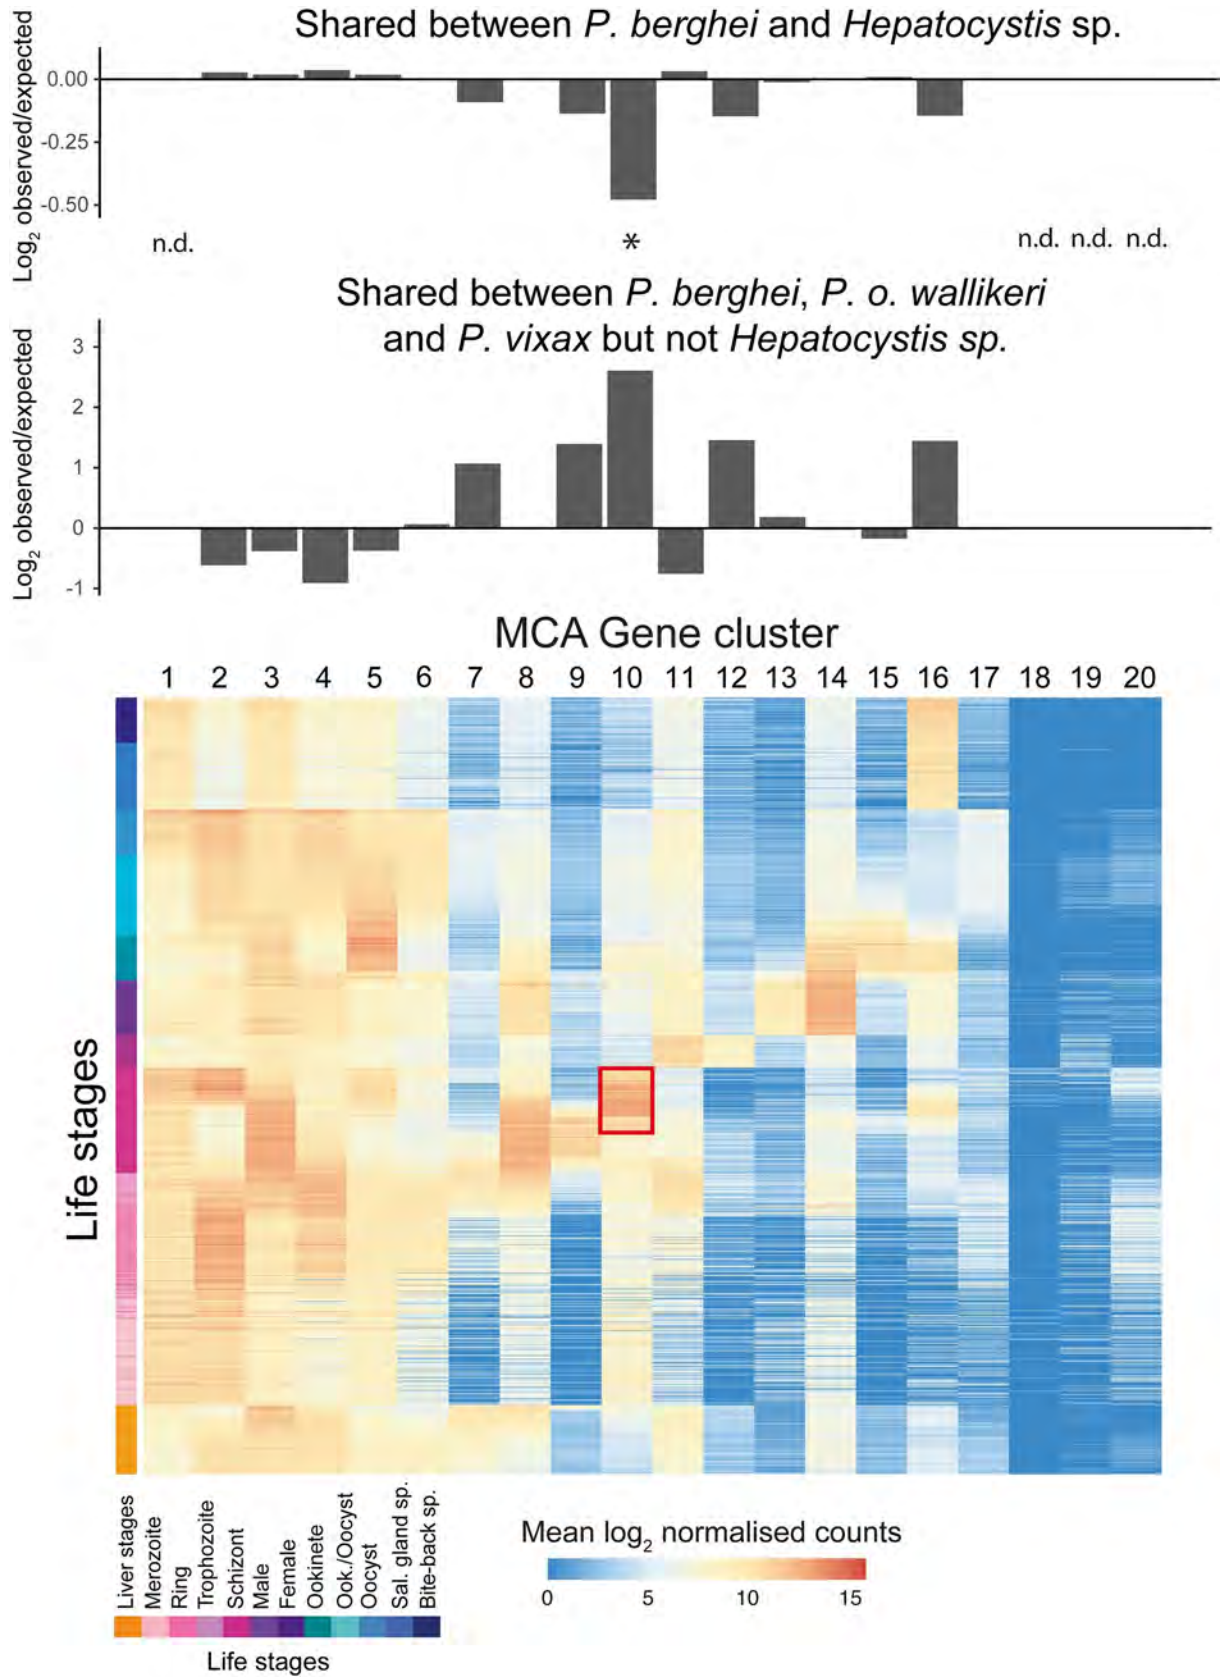 Shared between P. berghei and Hepatocystis sp.
Log2 observed/expected
0.00
-0.25
-0.50
n.d.
*
n.d. n.d. n.d.
Shared between P. berghei, P. o. wallikeri
and P. vixax but not Hepatocystis sp.
Log2 observed/expected
3
2
1
0
-1
MCA Gene cluster
1 2 3 4 5 6 7 8 9 10 11 12 13 14 15 16 17 18 19 20
Life stages
Liver stages
Merozoite
Ring
Trophozoite
Schizont
Male
Female
Ookinete
Ook./Oocyst
Oocyst
Sal. gland sp.
Bite-back sp.
Life stages
Mean log2 normalised counts
0 5 10 15